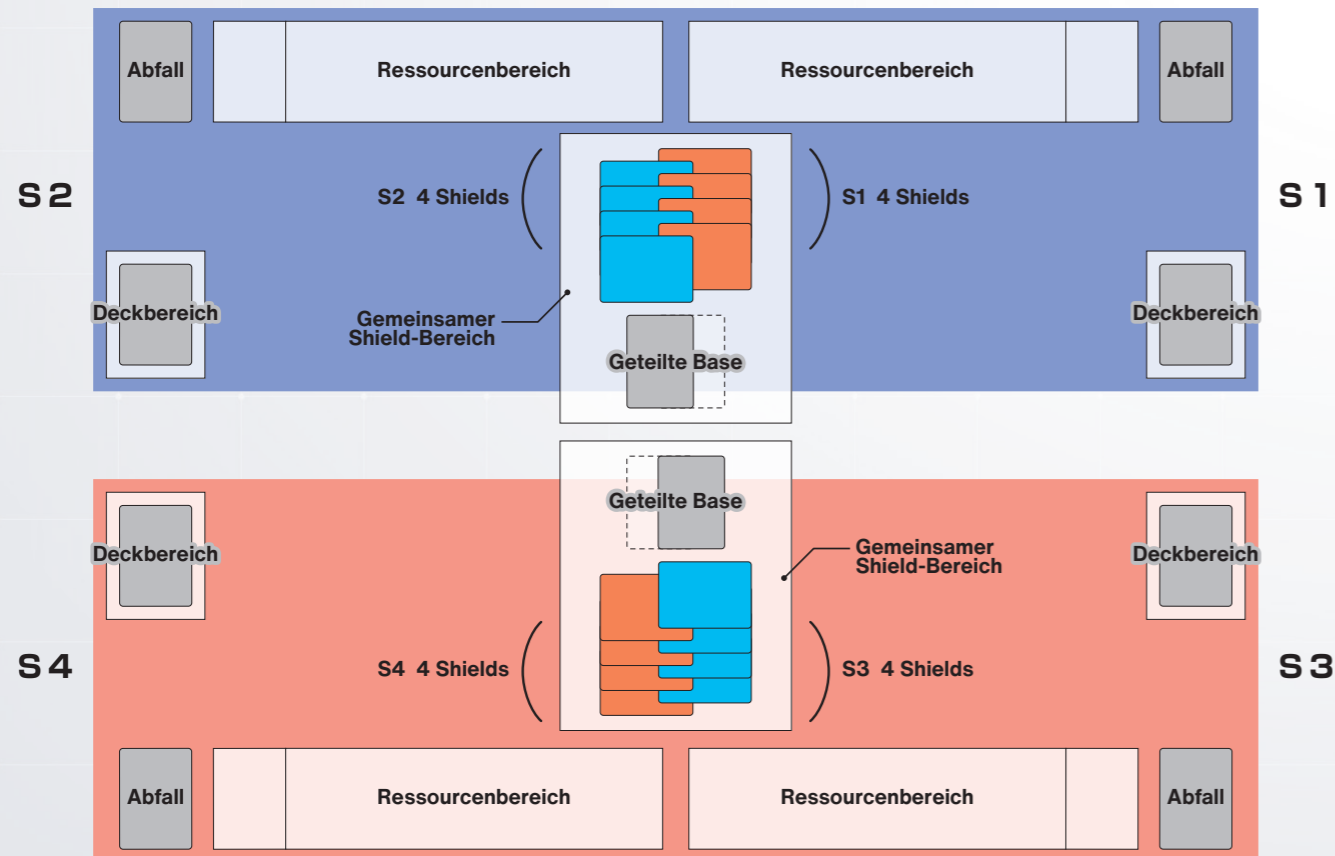 Abfall
Ressourcenbereich
Ressourcenbereich
Abfall
S2
S2 4 Shields
S1 4 Shields
S1
Deckbereich
Gemeinsamer
Shield-Bereich
Geteilte Base
Deckbereich
Deckbereich
Geteilte Base
Gemeinsamer
Shield-Bereich
Deckbereich
S4
S4 4 Shields
S3 4 Shields
S3
Abfall
Ressourcenbereich
Ressourcenbereich
Abfall